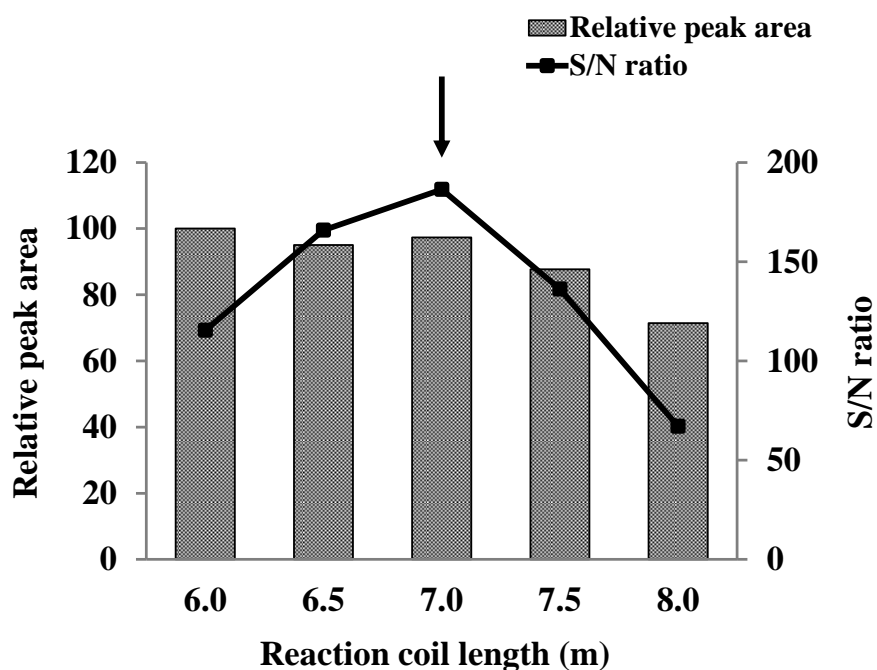 Relative peak area
S/N ratio
120
100
80
60
40
20
0
Relative peak area
200
150
100
50
0
S/N ratio
6.0 6.5 7.0 7.5 8.0
Reaction coil length (m)